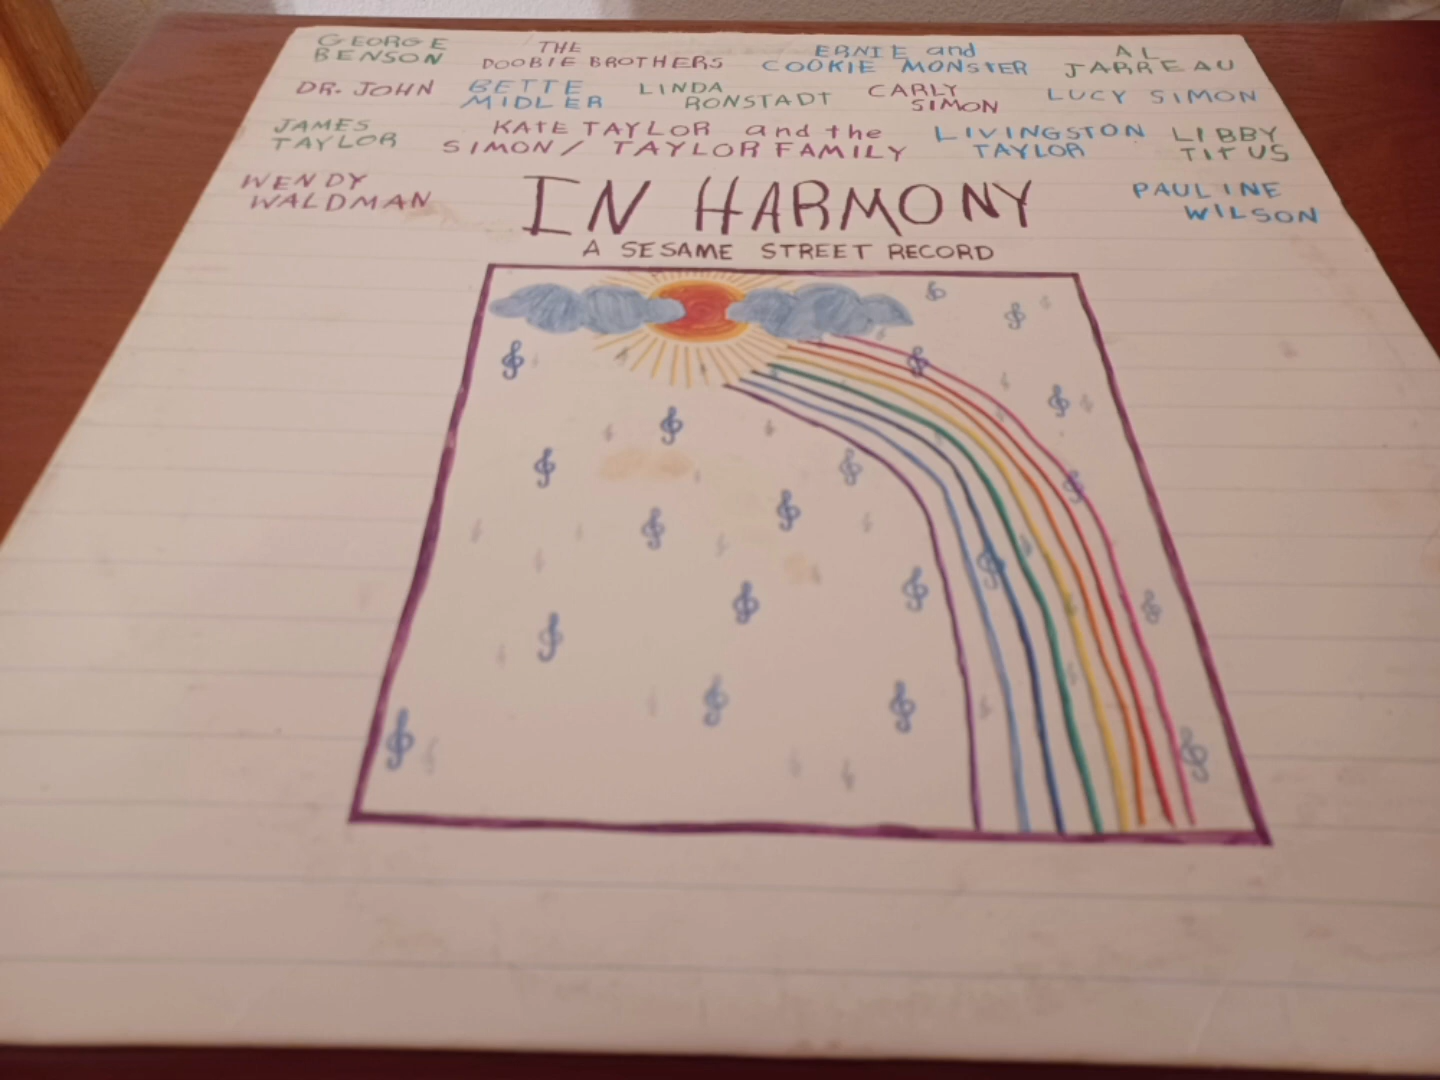 GEORGE THE ERNIE and AL
BENSON DOOBIE BROTHERS COOKIE MONSTER JARREAU
DR. JOHN BETTE LINDA CARLY LUCY SIMON
MIDLER RONSTADT SIMON
JAMES KATE TAYLOR and the LIVINGSTON LIBBY
TAYLOR SIMON / TAYLOR FAMILY TAYLOR TITUS
WENDY PAULINE
WALDMAN WILSON
IN HARMONY
A SESAME STREET RECORD